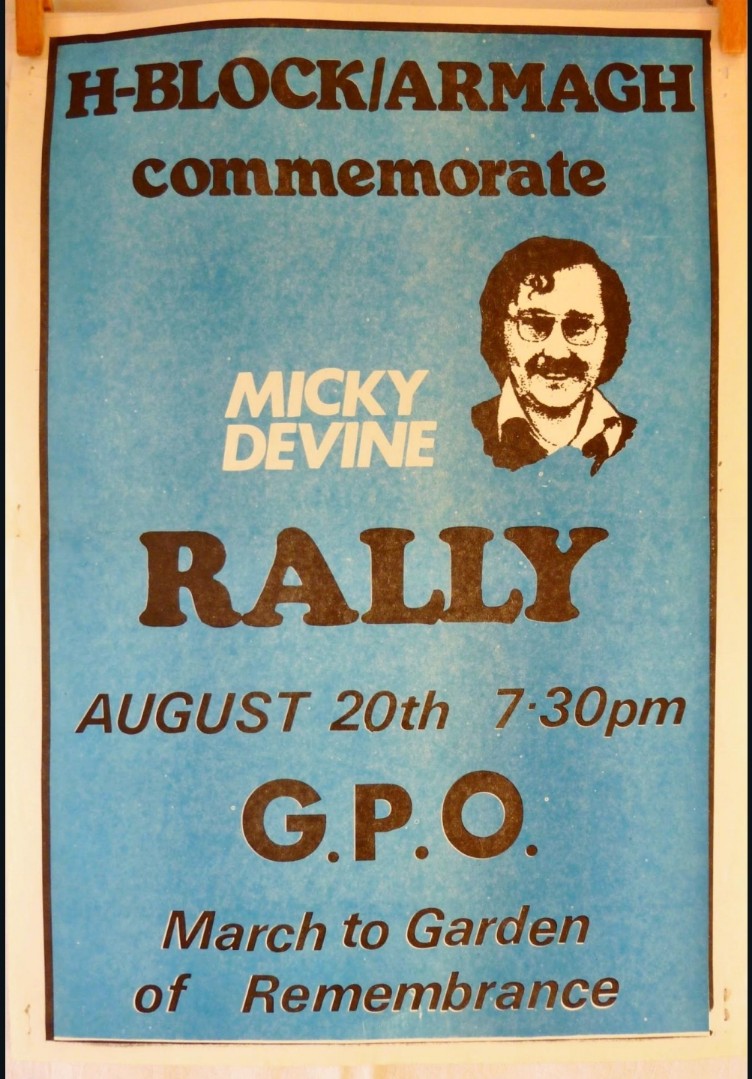 H-BLOCK/ARMAGH
commemorate
MICKY
DEVINE
RALLY
AUGUST 20th 7·30pm
G.P.O.
March to Garden
of Remembrance